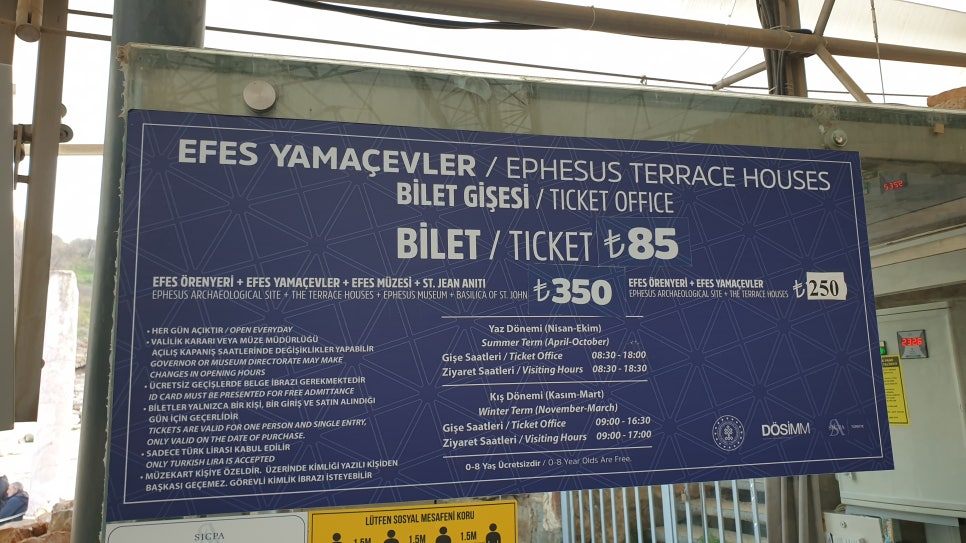 EFES YAMAÇEVLER / EPHESUS TERRACE HOUSES
BİLET GİŞESİ / TICKET OFFICE
BİLET / TICKET ₺85
EFES ÖRENYERİ + EFES YAMAÇEVLER + EFES MÜZESİ + ST. JEAN ANITI
EPHESUS ARCHAEOLOGICAL SITE + THE TERRACE HOUSES + EPHESUS MUSEUM + BASILICA OF ST. JOHN
₺350
EFES ÖRENYERİ + EFES YAMAÇEVLER
EPHESUS ARCHAEOLOGICAL SITE + THE TERRACE HOUSES
₺250
• HER GÜN AÇIKTIR / OPEN EVERYDAY
• VALİLİK KARARI VEYA MÜZE MÜDÜRLÜĞÜ
AÇILIŞ KAPANIŞ SAATLERİNDE DEĞİŞİKLİKLER YAPABİLİR
GOVERNOR OR MUSEUM DIRECTORATE MAY MAKE
CHANGES IN OPENING HOURS
• ÜCRETSİZ GEÇİŞLERDE BELGE İBRAZI GEREKMEKTEDİR
ID CARD MUST BE PRESENTED FOR FREE ADMITTANCE
• BİLETLER YALNIZCA BİR KİŞİ, BİR GİRİŞ VE SATIN ALINDIĞI
GÜN İÇİN GEÇERLİDİR
TICKETS ARE VALID FOR ONE PERSON AND SINGLE ENTRY,
ONLY VALID ON THE DATE OF PURCHASE.
• SADECE TÜRK LİRASI KABUL EDİLİR
ONLY TURKISH LIRA IS ACCEPTED
• MÜZEKART KİŞİYE ÖZELDİR. ÜZERİNDE KİMLİĞİ YAZILI KİŞİDEN
BAŞKASI GEÇEMEZ. GÖREVLİ KİMLİK İBRAZI İSTEYEBİLİR
Yaz Dönemi (Nisan-Ekim)
Summer Term (April-October)
Gişe Saatleri / Ticket Office 08:30 - 18:00
Ziyaret Saatleri / Visiting Hours 08:30 - 18:30
Kış Dönemi (Kasım-Mart)
Winter Term (November-March)
Gişe Saatleri / Ticket Office 09:00 - 16:30
Ziyaret Saatleri / Visiting Hours 09:00 - 17:00
0-8 Yaş Ücretsizdir / 0-8 Year Olds Are Free.
DÖSİMM
SICPA
LÜTFEN SOSYAL MESAFENİ KORU
1.5M 1.5M 1.5M